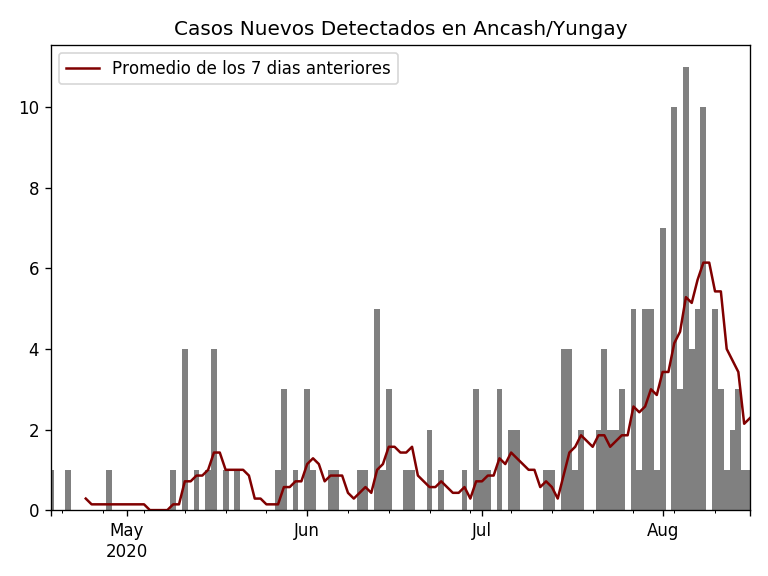 Casos Nuevos Detectados en Ancash/Yungay
Promedio de los 7 dias anteriores
10
8
6
4
2
0
May
2020
Jun
Jul
Aug